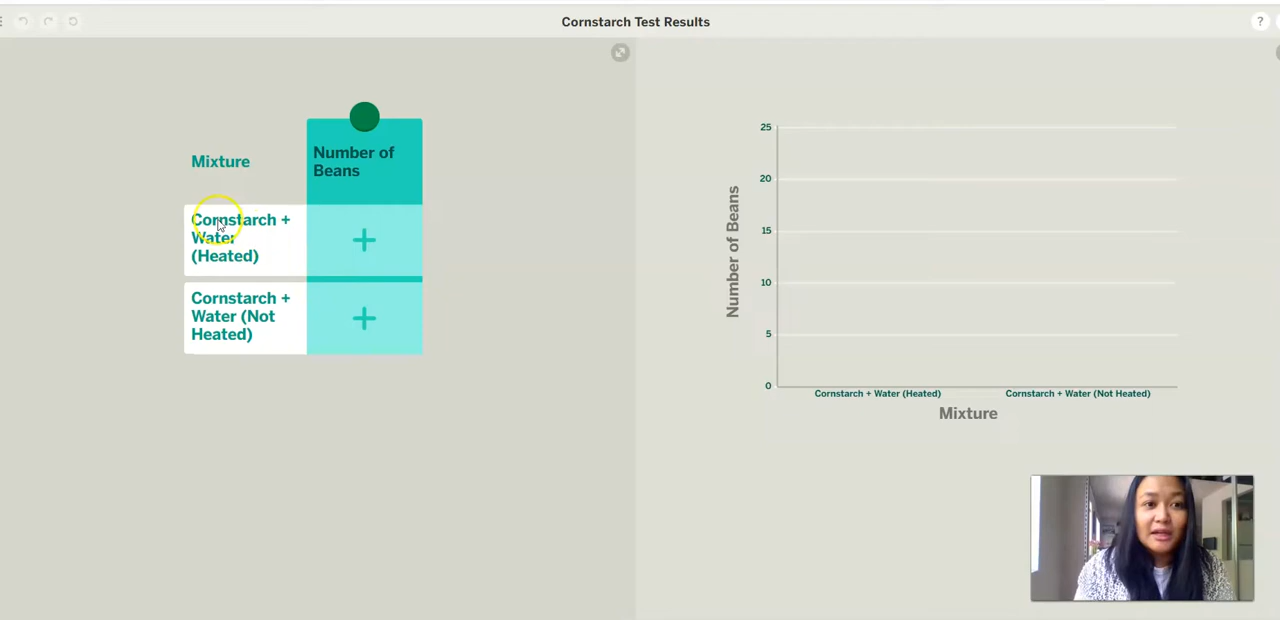 Cornstarch Test Results
?
Mixture
Number of
Beans
Cornstarch +
Water
(Heated)
+
Cornstarch +
Water (Not
Heated)
+
Number of Beans
25
20
15
10
5
0
Cornstarch + Water (Heated)
Cornstarch + Water (Not Heated)
Mixture